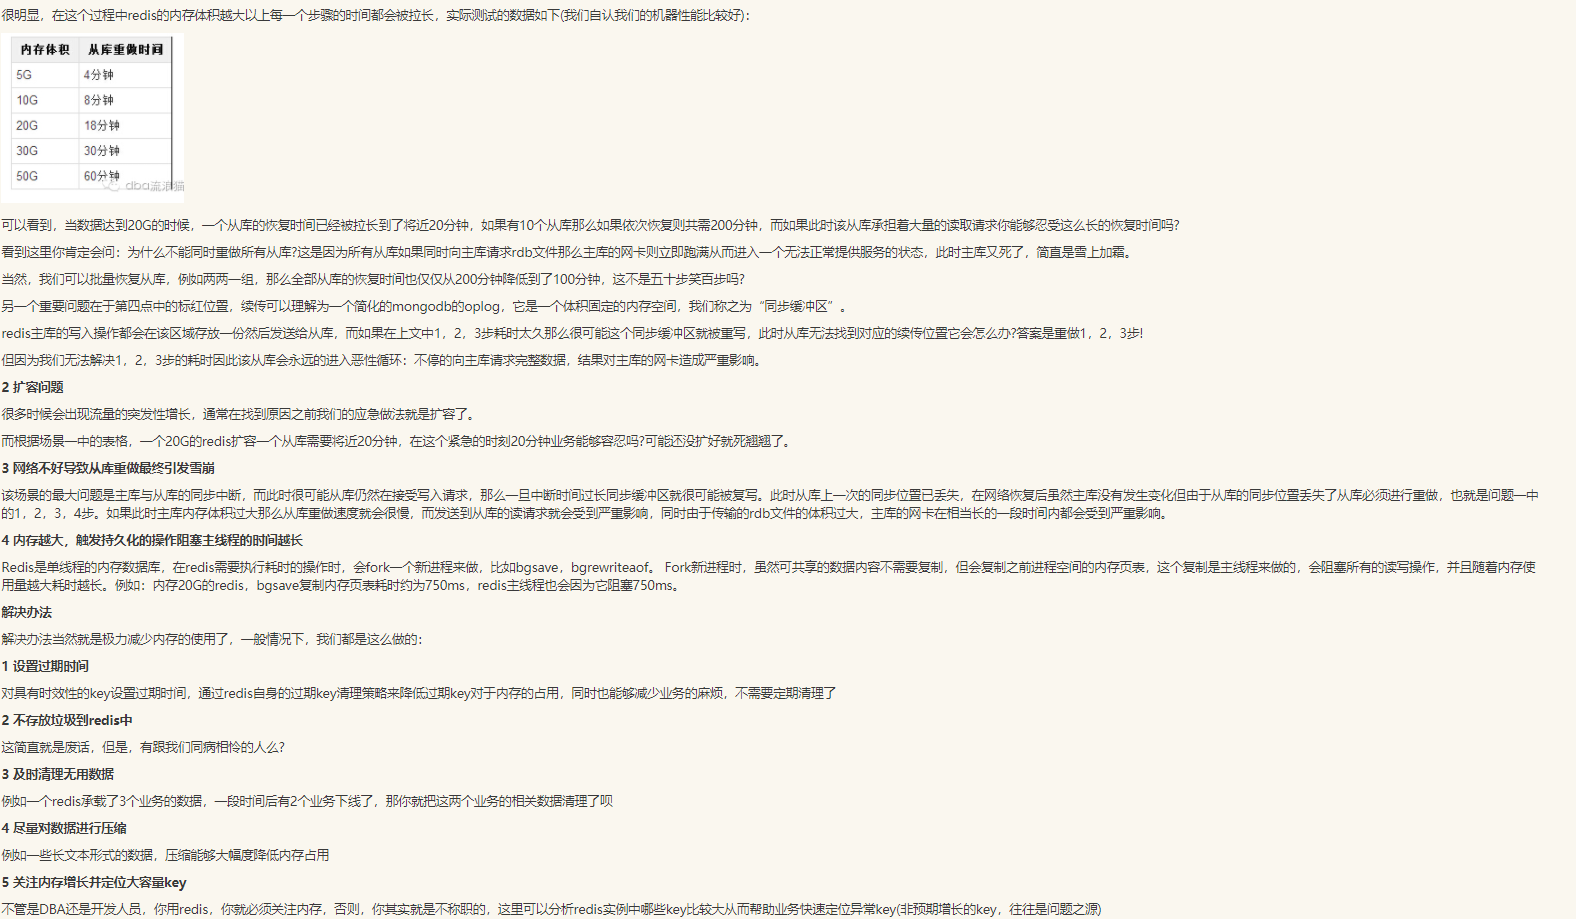 很明显，在这个过程中redis的内存体积越大以上每一个步骤的时间都会被拉长，实际测试的数据如下(我们自认我们的机器性能比较好)：
内存体积 从库重做时间
5G 4分钟
10G 8分钟
20G 18分钟
30G 30分钟
50G 60分钟
dba流浪猫
可以看到，当数据达到20G的时候，一个从库的恢复时间已经被拉长到了将近20分钟，如果有10个从库那么如果依次恢复则共需200分钟，而如果此时该从库承担着大量的读取请求你能够忍受这么长的恢复时间吗?
看到这里你肯定会问：为什么不能同时重做所有从库?这是因为所有从库如果同时向主库请求rdb文件那么主库的网卡则立即跑满从而进入一个无法正常提供服务的状态，此时主库又死了，简直是雪上加霜。
当然，我们可以批量恢复从库，例如两两一组，那么全部从库的恢复时间也仅仅从200分钟降低到了100分钟，这不是五十步笑百步吗?
另一个重要问题在于第四点中的标红位置，续传可以理解为一个简化的mongodb的oplog，它是一个体积固定的内存空间，我们称之为“同步缓冲区”。
redis主库的写入操作都会在该区域存放一份然后发送给从库，而如果在上文中1，2，3步耗时太久那么很可能这个同步缓冲区就被重写，此时从库无法找到对应的续传位置它会怎么办?答案是重做1，2，3步!
但因为我们无法解决1，2，3步的耗时因此该从库会永远的进入恶性循环：不停的向主库请求完整数据，结果对主库的网卡造成严重影响。
2 扩容问题
很多时候会出现流量的突发性增长，通常在找到原因之前我们的应急做法就是扩容了。
而根据场景一中的表格，一个20G的redis扩容一个从库需要将近20分钟，在这个紧急的时刻20分钟业务能够容忍吗?可能还没扩好就死翘翘了。
3 网络不好导致从库重做最终引发雪崩
该场景的最大问题是主库与从库的同步中断，而此时很可能从库仍然在接受写入请求，那么一旦中断时间过长同步缓冲区就很可能被复写。此时从库上一次的同步位置已丢失，在网络恢复后虽然主库没有发生变化但由于从库的同步位置丢失了从库必须进行重做，也就是问题一中
的1，2，3，4步。如果此时主库内存体积过大那么从库重做速度就会很慢，而发送到从库的读请求就会受到严重影响，同时由于传输的rdb文件的体积过大，主库的网卡在相当长的一段时间内都会受到严重影响。
4 内存越大，触发持久化的操作阻塞主线程的时间越长
Redis是单线程的内存数据库，在redis需要执行耗时的操作时，会fork一个新进程来做，比如bgsave，bgrewriteaof。 Fork新进程时，虽然可共享的数据内容不需要复制，但会复制之前进程空间的内存页表，这个复制是主线程来做的，会阻塞所有的读写操作，并且随着内存使
用量越大耗时越长。例如：内存20G的redis，bgsave复制内存页表耗时约为750ms，redis主线程也会因为它阻塞750ms。
解决办法
解决办法当然就是极力减少内存的使用了，一般情况下，我们都是这么做的：
1 设置过期时间
对具有时效性的key设置过期时间，通过redis自身的过期key清理策略来降低过期key对于内存的占用，同时也能够减少业务的麻烦，不需要定期清理了
2 不存放垃圾到redis中
这简直就是废话，但是，有跟我们同病相怜的人么?
3 及时清理无用数据
例如一个redis承载了3个业务的数据，一段时间后有2个业务下线了，那你就把这两个业务的相关数据清理了呗
4 尽量对数据进行压缩
例如一些长文本形式的数据，压缩能够大幅度降低内存占用
5 关注内存增长并定位大容量key
不管是DBA还是开发人员，你用redis，你就必须关注内存，否则，你其实就是不称职的，这里可以分析redis实例中哪些key比较大从而帮助业务快速定位异常key(非预期增长的key，往往是问题之源)